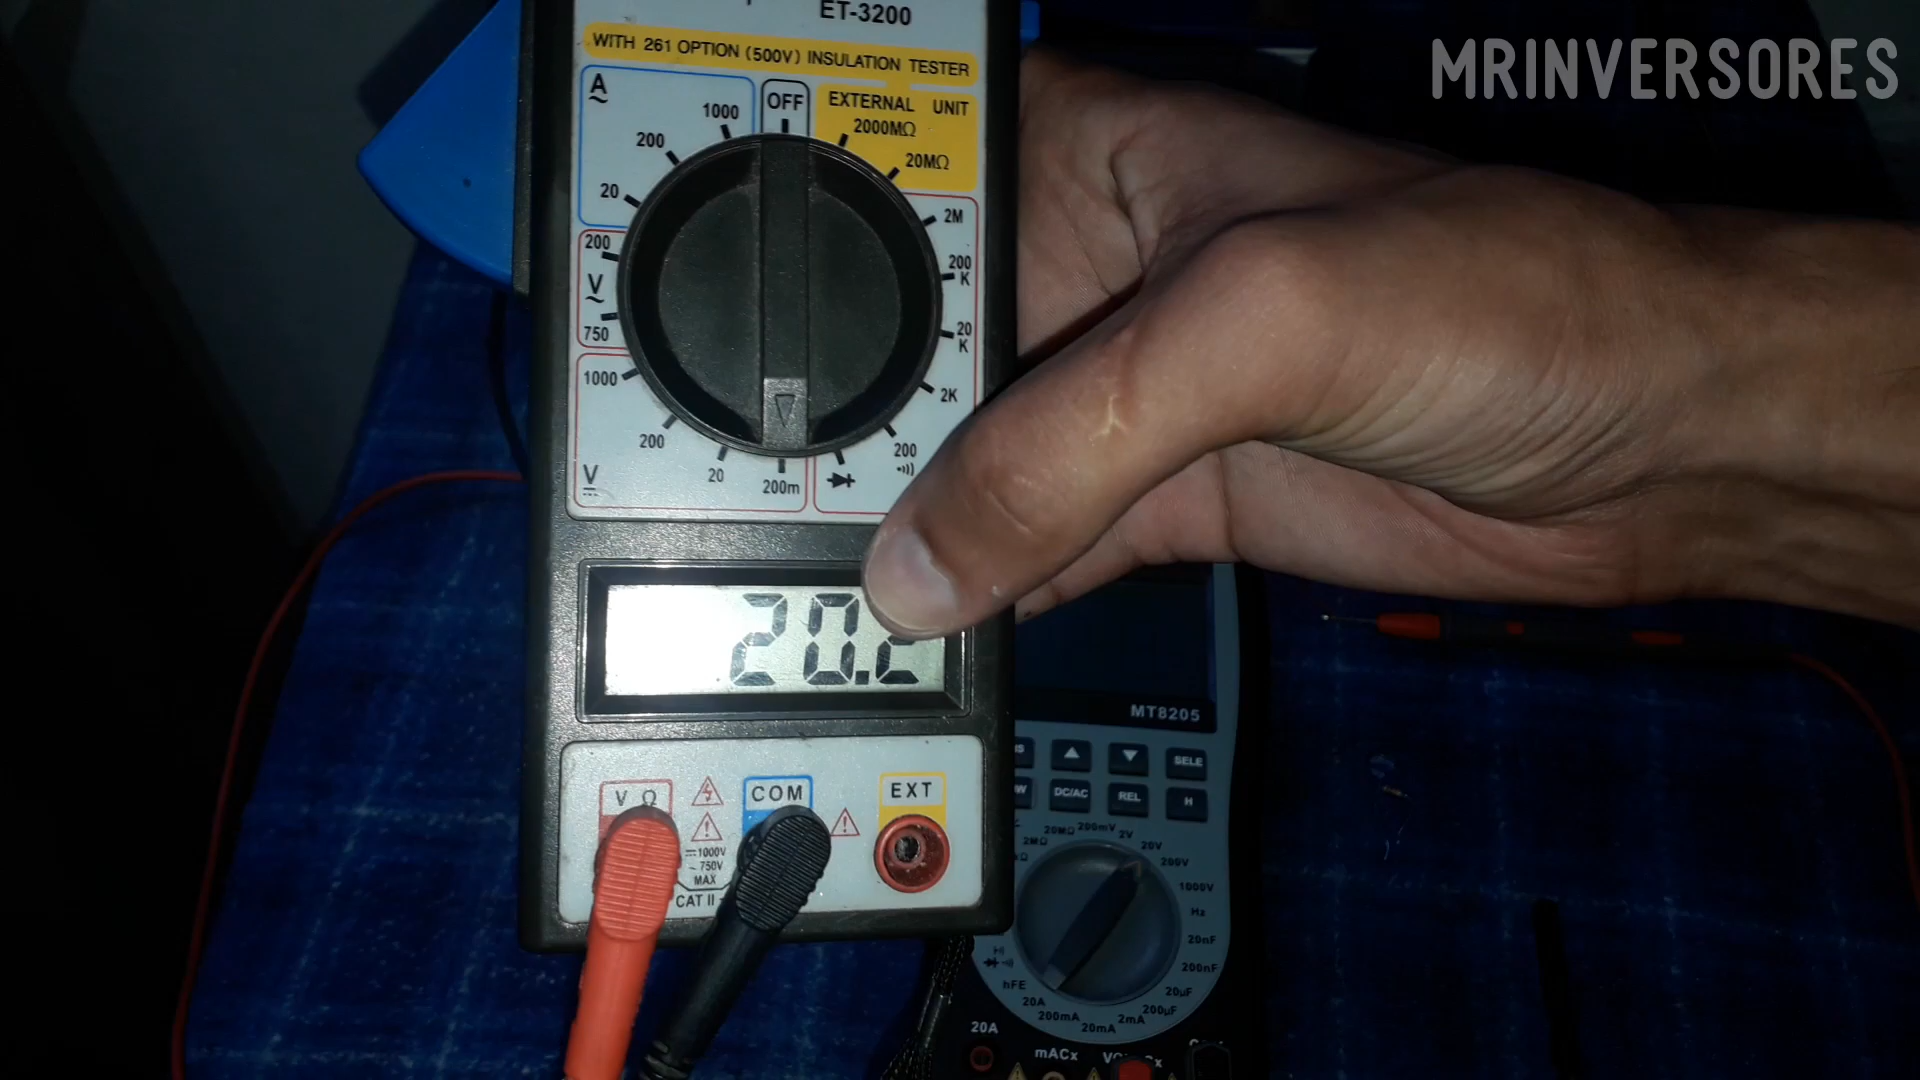 MRINVERSORES
ET-3200
WITH 261 OPTION (500V) INSULATION TESTER
A
OFF
EXTERNAL UNIT
1000
2000MΩ
200
20MΩ
20
2M
200
200
K
V
750
20
K
1000
2K
200
200
V
20
200m
20.2
MT8205
SELE
V Ω
COM
EXT
DC/AC
REL
H
1000V
750V
MAX
CAT II
20MΩ
200mV
2V
2MΩ
20V
200V
1000V
Hz
20nF
200nF
hFE
20µF
20A
200µF
200mA
2mA
20mA
20A
mACx